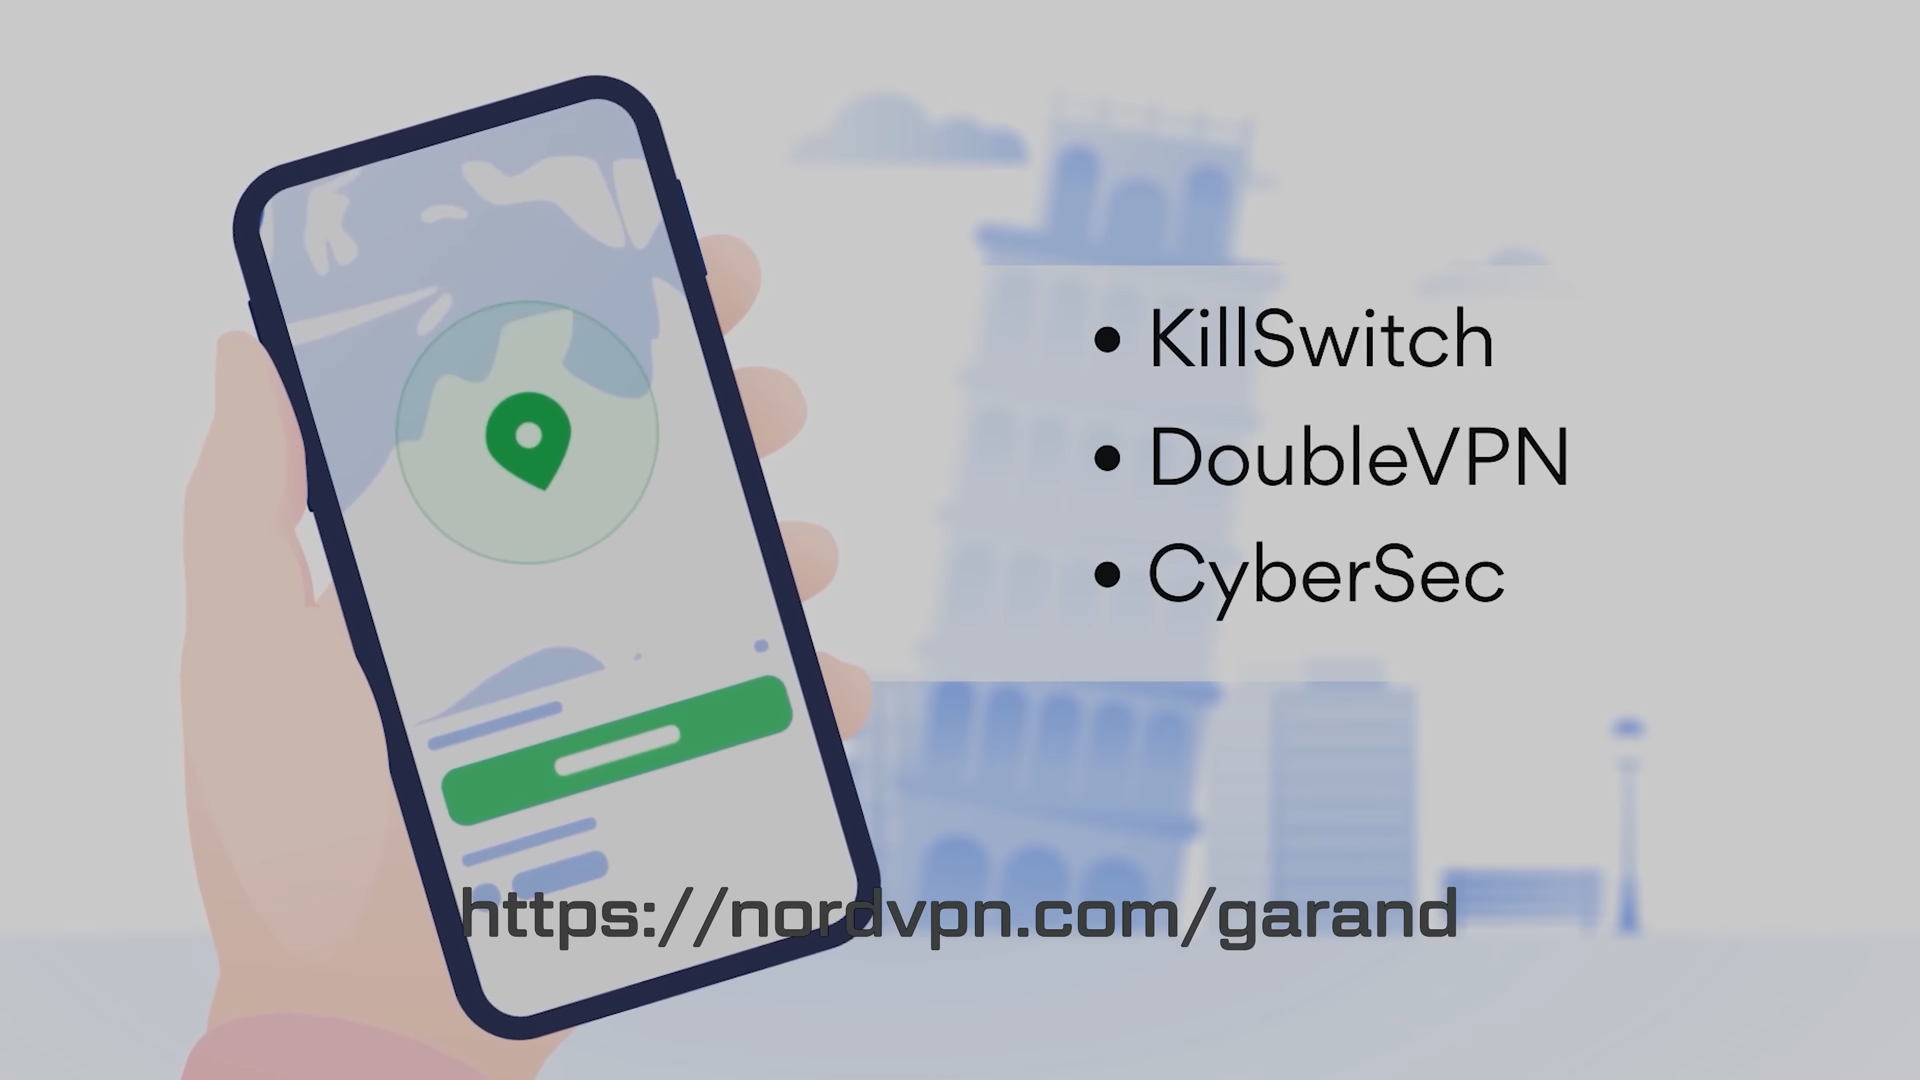 • KillSwitch
• DoubleVPN
• CyberSec
https://nordvpn.com/garand